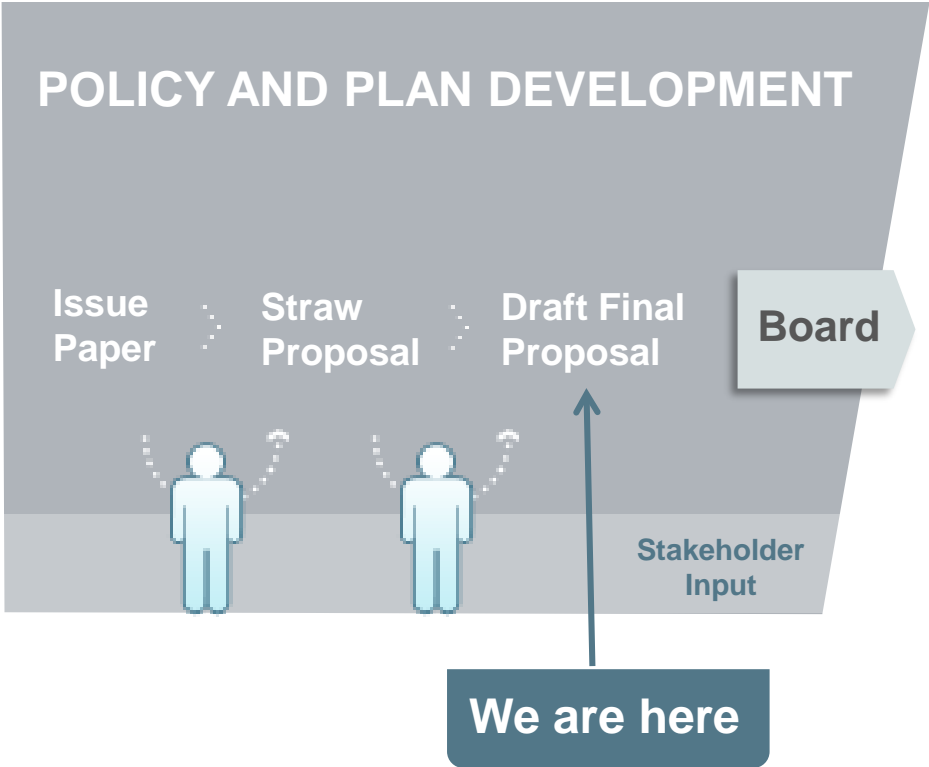 POLICY AND PLAN DEVELOPMENT
Issue
Paper
Straw
Proposal
Draft Final
Proposal
Board
Stakeholder
Input
We are here